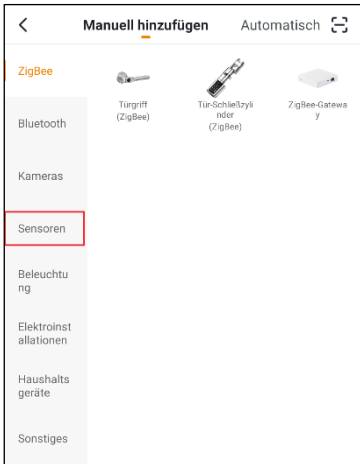 Manuell hinzufügen Automatisch
ZigBee
Türgriff
(ZigBee)
Tür-Schließzyli
nder
(ZigBee)
ZigBee-Gatewa
y
Bluetooth
Kameras
Sensoren
Beleuchtu
ng
Elektroinst
allationen
Haushalts
geräte
Sonstiges